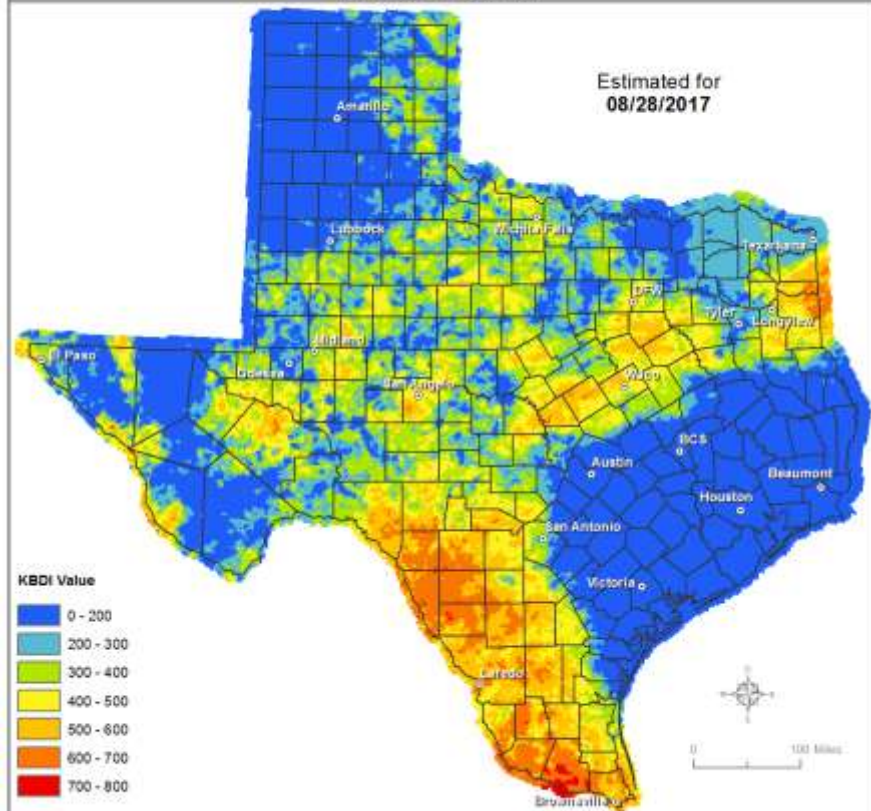 Estimated for
08/28/2017
Amarillo
Lubbock
Wichita Falls
Texarkana
DFW
Tyler
Longview
Midland
El Paso
Odessa
San Angelo
Waco
BCS
Austin
Beaumont
Houston
San Antonio
Victoria
KBDI Value
0 - 200
200 - 300
300 - 400
400 - 500
500 - 600
600 - 700
700 - 800
Laredo
0
100 Miles
Brownsville